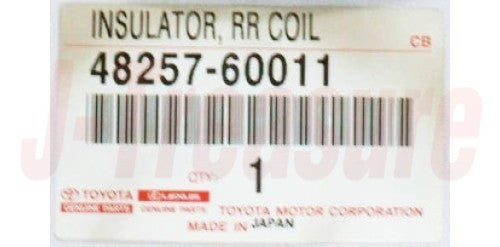 INSULATOR, RR COIL
CB
48257-60011
J-Treasure
QTY:
1
TOYOTA LEXUS
GENUINE PARTS GENUINE PARTS TOYOTA MOTOR CORPORATION
MADE IN JAPAN